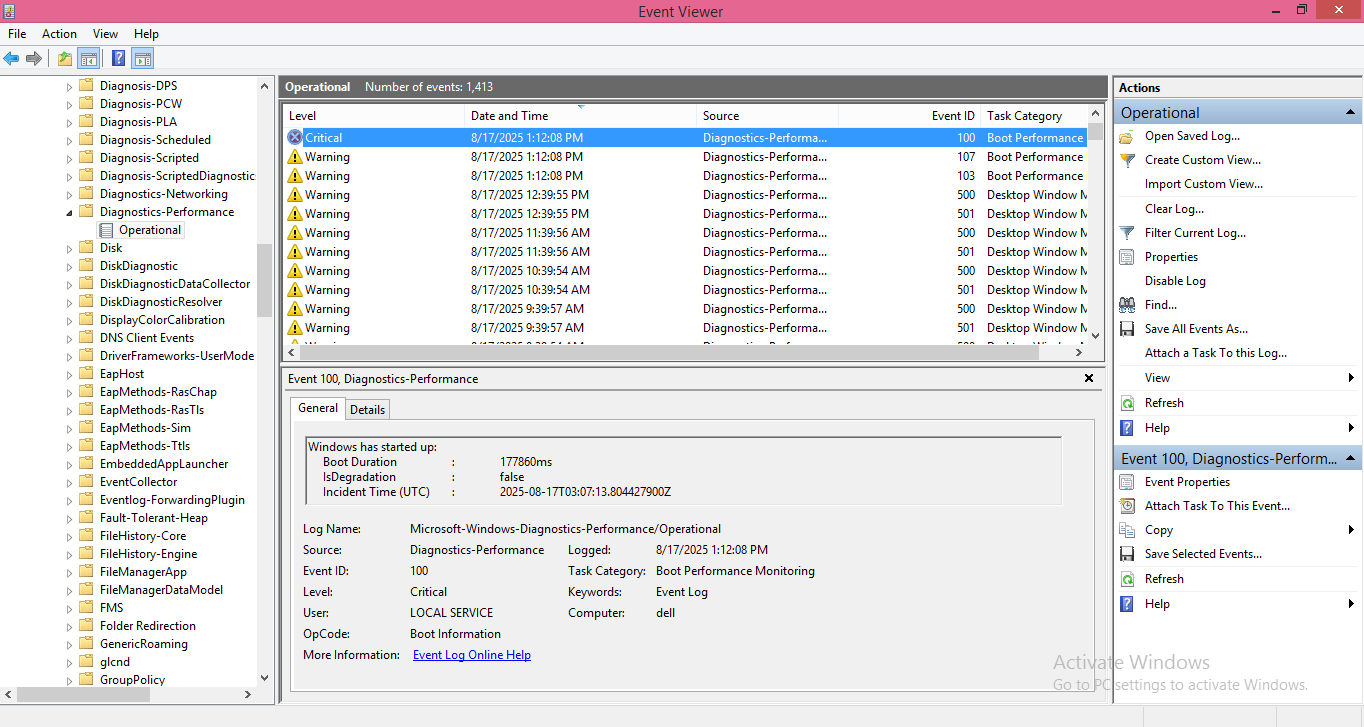 Event Viewer
File Action View Help
Diagnosis-DPS
Diagnosis-PCW
Diagnosis-PLA
Diagnosis-Scheduled
Diagnosis-Scripted
Diagnosis-ScriptedDiagnostic
Diagnostics-Networking
Diagnostics-Performance
Operational
Disk
DiskDiagnostic
DiskDiagnosticDataCollector
DiskDiagnosticResolver
DisplayColorCalibration
DNS Client Events
DriverFrameworks-UserMode
EapHost
EapMethods-RasChap
EapMethods-RasTls
EapMethods-Sim
EapMethods-Ttls
EmbeddedAppLauncher
EventCollector
Eventlog-ForwardingPlugin
Fault-Tolerant-Heap
FileHistory-Core
FileHistory-Engine
FileManagerApp
FileManagerDataModel
FMS
Folder Redirection
GenericRoaming
glcnd
GroupPolicy
Operational Number of events: 1,413
Level Date and Time Source Event ID Task Category
Critical 8/17/2025 1:12:08 PM Diagnostics-Performa... 100 Boot Performance
Warning 8/17/2025 1:12:08 PM Diagnostics-Performa... 107 Boot Performance
Warning 8/17/2025 1:12:08 PM Diagnostics-Performa... 103 Boot Performance
Warning 8/17/2025 12:39:55 PM Diagnostics-Performa... 500 Desktop Window
Warning 8/17/2025 12:39:55 PM Diagnostics-Performa... 501 Desktop Window
Warning 8/17/2025 11:39:56 AM Diagnostics-Performa... 500 Desktop Window
Warning 8/17/2025 11:39:56 AM Diagnostics-Performa... 501 Desktop Window
Warning 8/17/2025 10:39:54 AM Diagnostics-Performa... 500 Desktop Window
Warning 8/17/2025 10:39:54 AM Diagnostics-Performa... 501 Desktop Window
Warning 8/17/2025 9:39:57 AM Diagnostics-Performa... 500 Desktop Window
Warning 8/17/2025 9:39:57 AM Diagnostics-Performa... 501 Desktop Window
Event 100, Diagnostics-Performance
General Details
Windows has started up:
Boot Duration : 177860ms
IsDegradation : false
Incident Time (UTC) : 2025-08-17T03:07:13.804427900Z
Log Name: Microsoft-Windows-Diagnostics-Performance/Operational
Source: Diagnostics-Performance Logged: 8/17/2025 1:12:08 PM
Event ID: 100 Task Category: Boot Performance Monitoring
Level: Critical Keywords: Event Log
User: LOCAL SERVICE Computer: dell
OpCode: Boot Information
More Information: Event Log Online Help
Actions
Operational
Open Saved Log...
Create Custom View...
Import Custom View...
Clear Log...
Filter Current Log...
Properties
Disable Log
Find...
Save All Events As...
Attach a Task To this Log...
View
Refresh
Help
Event 100, Diagnostics-Perform...
Event Properties
Attach Task To This Event...
Copy
Save Selected Events...
Refresh
Help
Activate Windows
Go to PC settings to activate Windows.